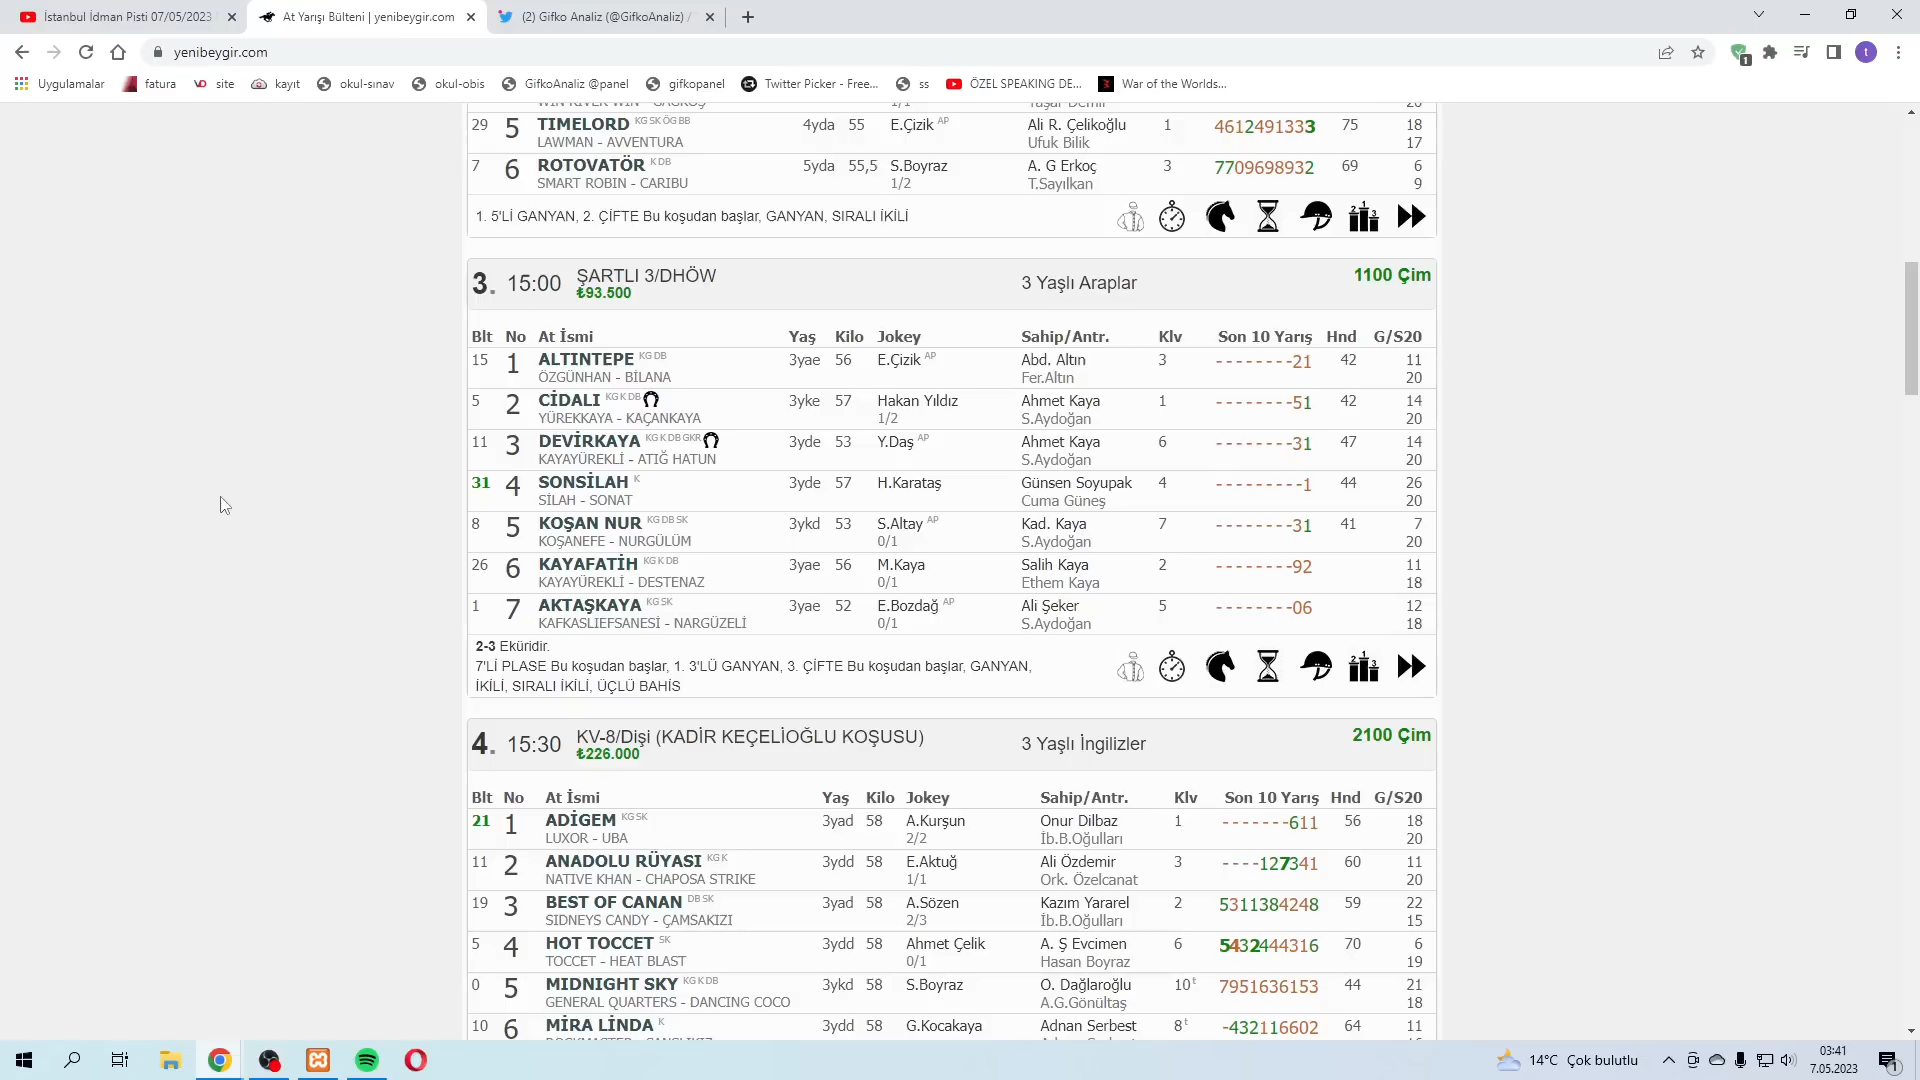 İstanbul İdman Pisti 07/05/2023
At Yarışı Bülteni | yenibeygir.com
(2) Gifko Analiz (@GifkoAnaliz) /
yenibeygir.com
Uygulamalar fatura site kayıt okul-sınav okul-obis GifkoAnaliz @panel gifkopanel Twitter Picker - Free... ss ÖZEL SPEAKING DE... War of the Worlds...
29 5 TIMELORD KG SK ÖG BB 4yda 55 E.Çizik AP Ali R. Çelikoğlu 1 4612491333 75 18
LAWMAN - AVVENTURA Ufuk Bilik 17
7 6 ROTOVATÖR K DB 5yda 55,5 S.Boyraz A. G Erkoç 3 7709698932 69 6
SMART ROBIN - CARIBU 1/2 T.Sayılkan 9
1. 5'Lİ GANYAN, 2. ÇİFTE Bu koşudan başlar, GANYAN, SIRALI İKİLİ
3. 15:00 ŞARTLI 3/DHÖW 3 Yaşlı Araplar 1100 Çim
₺93.500
Blt No At İsmi Yaş Kilo Jokey Sahip/Antr. Klv Son 10 Yarış Hnd G/S20
15 1 ALTINTEPE KG DB 3yae 56 E.Çizik AP Abd. Altın 3 --------21 42 11
ÖZGÜNHAN - BİLANA Fer.Altın 20
5 2 CİDALI KG K DB 3yke 57 Hakan Yıldız Ahmet Kaya 1 --------51 42 14
YÜREKKAYA - KAÇANKAYA 1/2 S.Aydoğan 20
11 3 DEVİRKAYA KG K DB GKR 3yde 53 Y.Daş AP Ahmet Kaya 6 --------31 47 14
KAYAYÜREKLİ - ATIĞ HATUN S.Aydoğan 20
31 4 SONSİLAH K 3yde 57 H.Karataş Günsen Soyupak 4 ---------1 44 26
SİLAH - SONAT Cuma Güneş 20
8 5 KOŞAN NUR KG DB SK 3ykd 53 S.Altay AP Kad. Kaya 7 --------31 41 7
KOŞANEFE - NURGÜLÜM 0/1 S.Aydoğan 20
26 6 KAYAFATİH KG K DB 3yae 56 M.Kaya Salih Kaya 2 --------92 11
KAYAYÜREKLİ - DESTENAZ 0/1 Ethem Kaya 18
1 7 AKTAŞKAYA KG SK 3yae 52 E.Bozdağ AP Ali Şeker 5 --------06 12
KAFKASLIEFSANESİ - NARGÜZELİ 0/1 S.Aydoğan 18
2-3 Eküridir.
7'Lİ PLASE Bu koşudan başlar, 1. 3'LÜ GANYAN, 3. ÇİFTE Bu koşudan başlar, GANYAN,
İKİLİ, SIRALI İKİLİ, ÜÇLÜ BAHİS
4. 15:30 KV-8/Dişi (KADİR KEÇELİOĞLU KOŞUSU) 3 Yaşlı İngilizler 2100 Çim
₺226.000
Blt No At İsmi Yaş Kilo Jokey Sahip/Antr. Klv Son 10 Yarış Hnd G/S20
21 1 ADİGEM KG SK 3yad 58 A.Kurşun Onur Dilbaz 1 -------611 56 18
LUXOR - UBA 2/2 İb.B.Oğulları 20
11 2 ANADOLU RÜYASI KG K 3ydd 58 E.Aktuğ Ali Özdemir 3 ----127341 60 11
NATIVE KHAN - CHAPOSA STRIKE 1/1 Ork. Özelcanat 20
19 3 BEST OF CANAN DB SK 3yad 58 A.Sözen Kazım Yararel 2 5311384248 59 22
SIDNEYS CANDY - ÇAMSAKIZI 2/3 İb.B.Oğulları 15
5 4 HOT TOCCET SK 3ydd 58 Ahmet Çelik A. Ş Evcimen 6 5432444316 70 6
TOCCET - HEAT BLAST 0/1 Hasan Boyraz 19
0 5 MIDNIGHT SKY KG K DB 3ykd 58 S.Boyraz O. Dağlaroğlu 10 t 7951636153 44 21
GENERAL QUARTERS - DANCING COCO A.G.Gönültaş 18
10 6 MİRA LİNDA K 3ydd 58 G.Kocakaya Adnan Serbest 8 t -432116602 64 11
14°C Çok bulutlu 03:41
7.05.2023